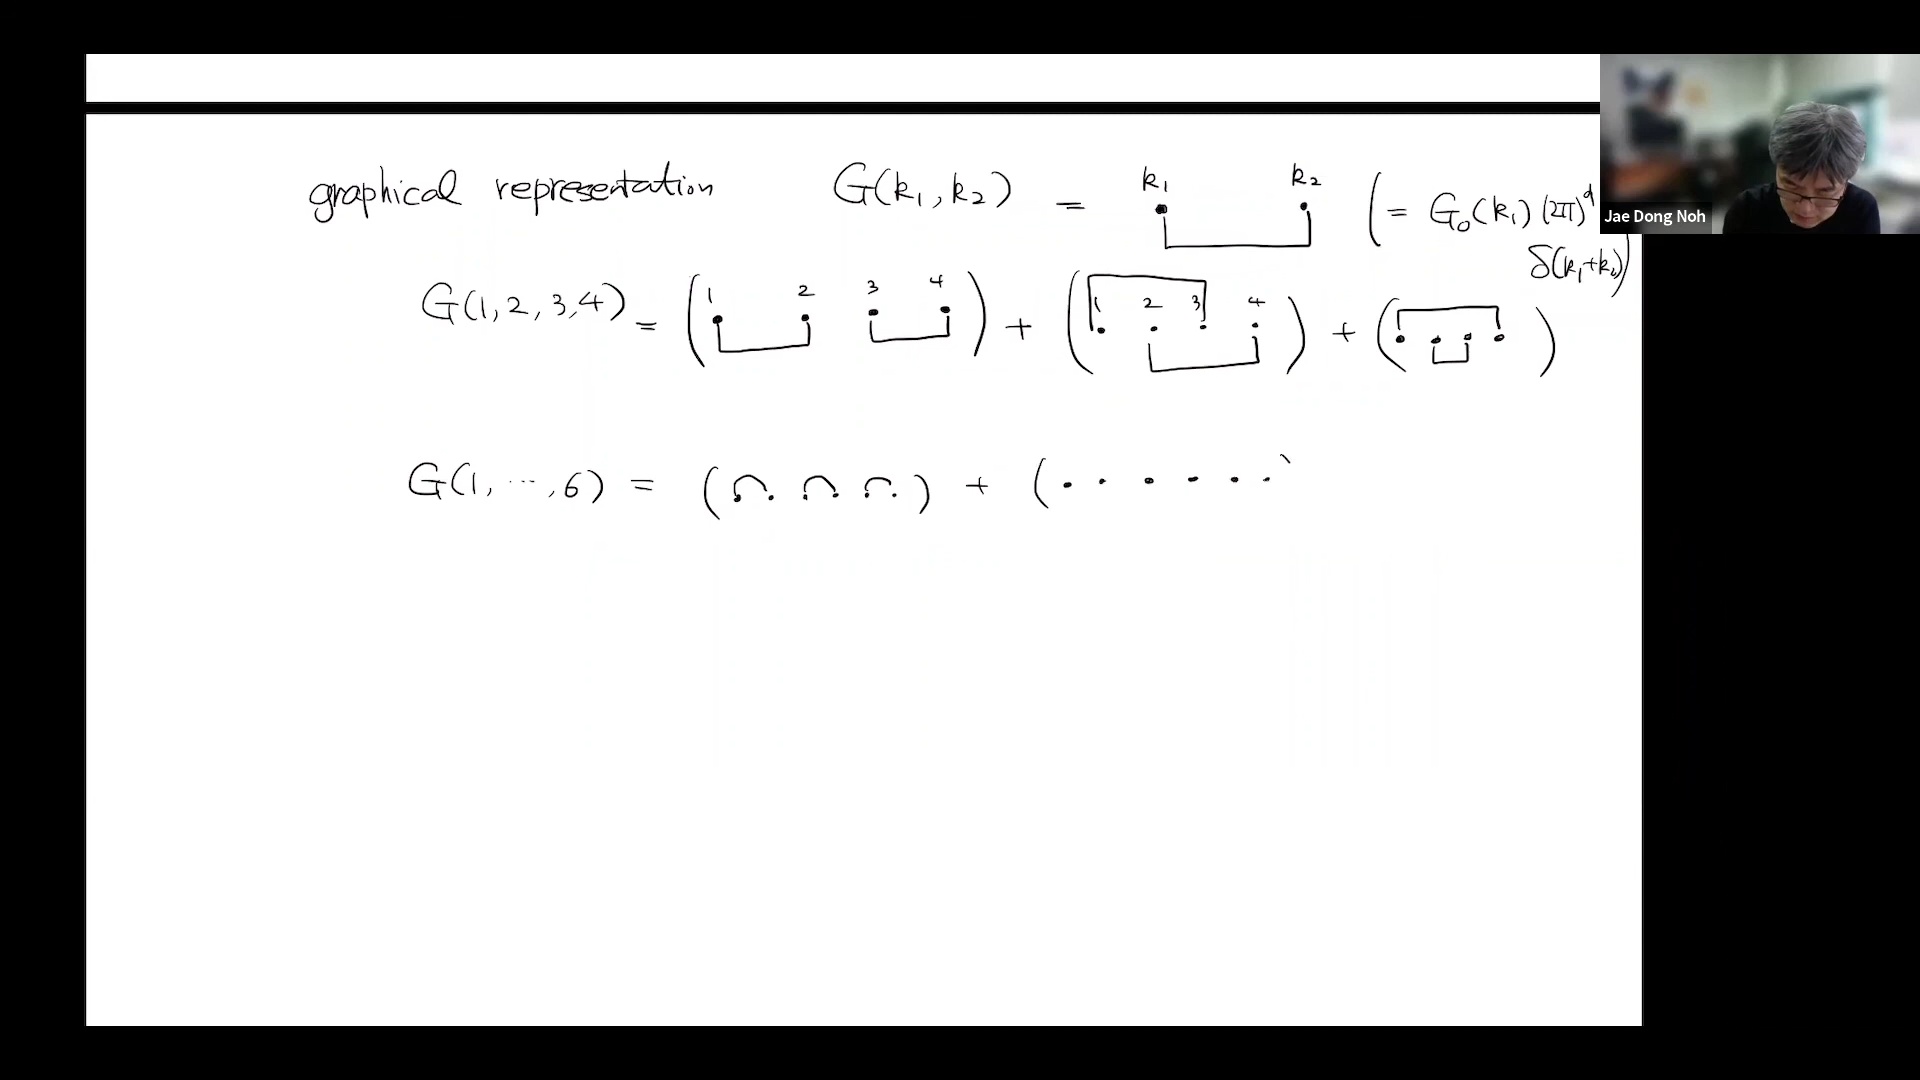 graphical representation G(k₁, k₂) = k₁ k₂ (= G₀(k₁) (2π)ᵈ
Jae Dong Noh
δ(k₁+k₂))
G(1,2,3,4) = (1 2 3 4) + (1 2 3 4) + (....)
G(1, ..., 6) = (.. .. ..) + (......)